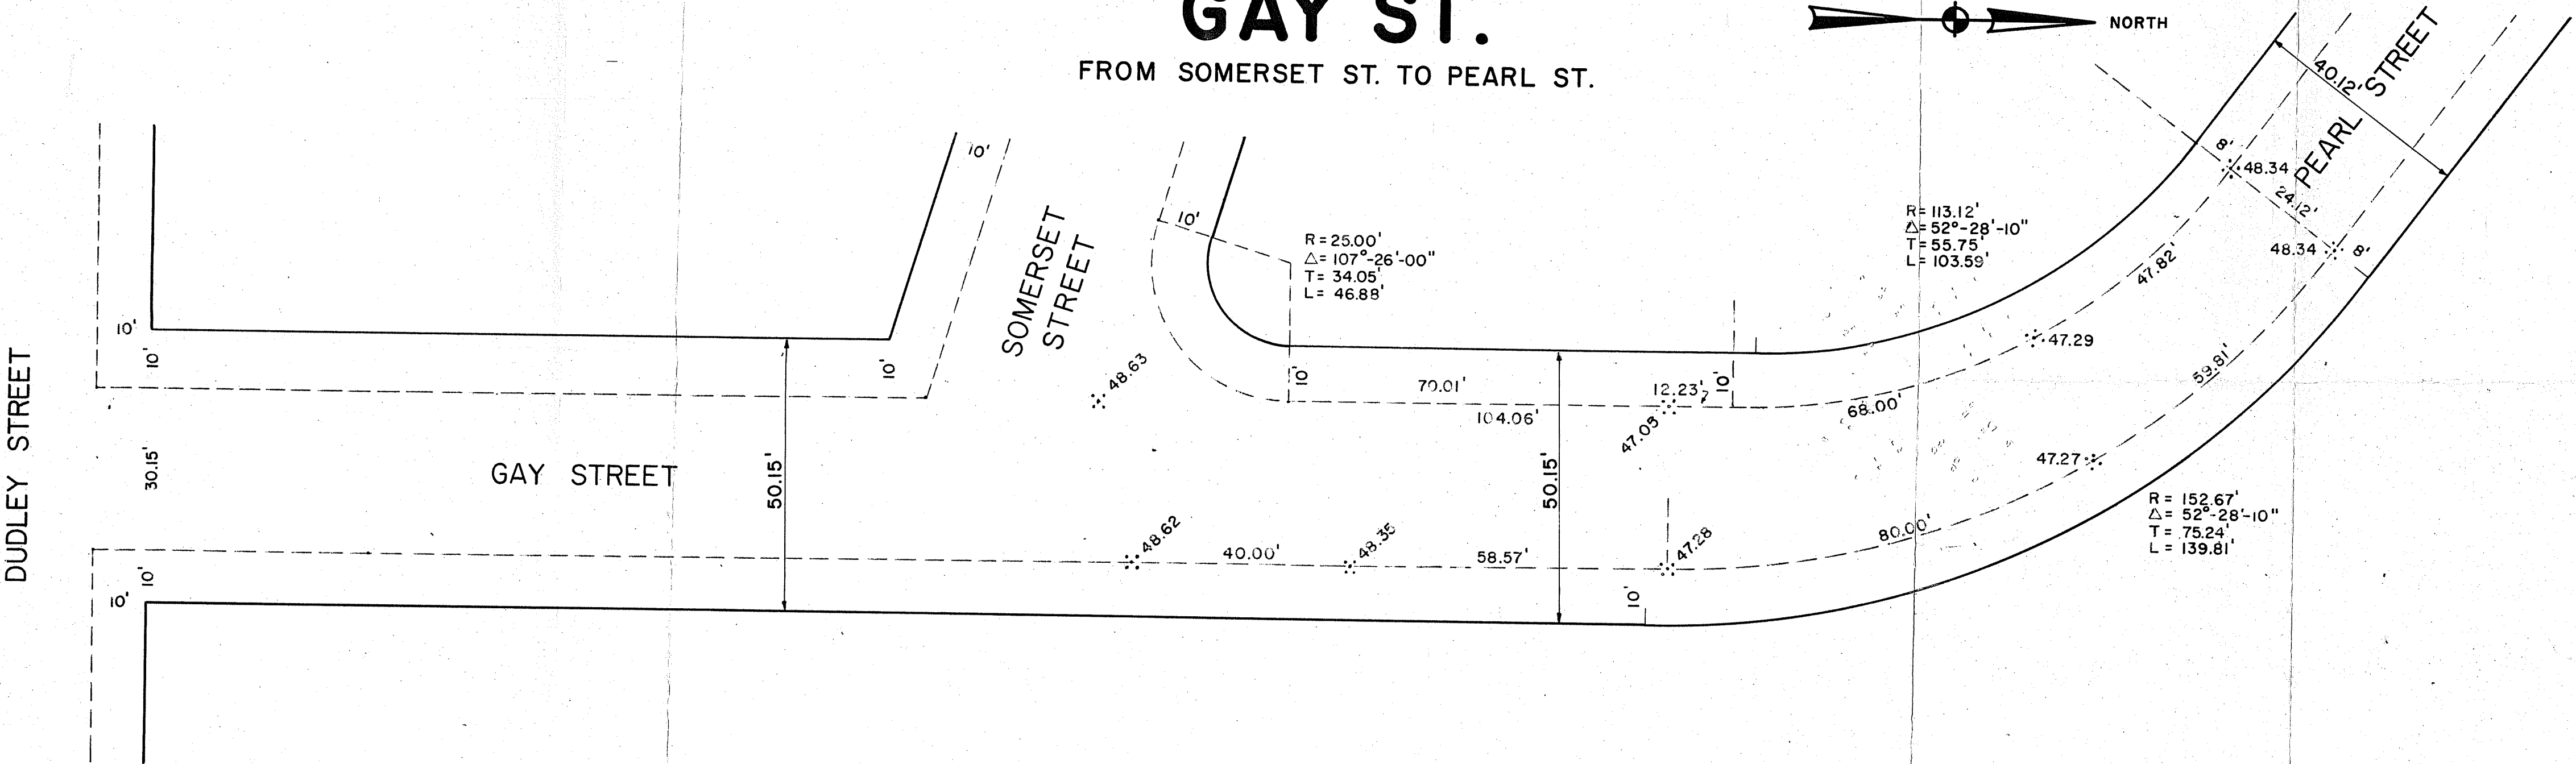 GAY ST.
FROM SOMERSET ST. TO PEARL ST.
NORTH
40.12'
PEARL STREET
8'
48.34
24.12'
48.34
8'
10'
SOMERSET
STREET
10'
R = 25.00'
△ = 107°-26'-00"
T = 34.05'
L = 46.88'
R = 113.12'
△ = 52°-28'-10"
T = 55.75'
L = 103.59'
47.82'
47.29
59.81'
10'
10'
10'
48.63
10'
70.01'
12.23'
10'
104.06'
47.05
68.00'
DUDLEY STREET
30.15'
GAY STREET
50.15'
50.15'
47.27
R = 152.67'
△ = 52°-28'-10"
T = 75.24'
L = 139.81'
48.62
40.00'
48.35
58.57'
47.28
80.00'
10'
10'
10'